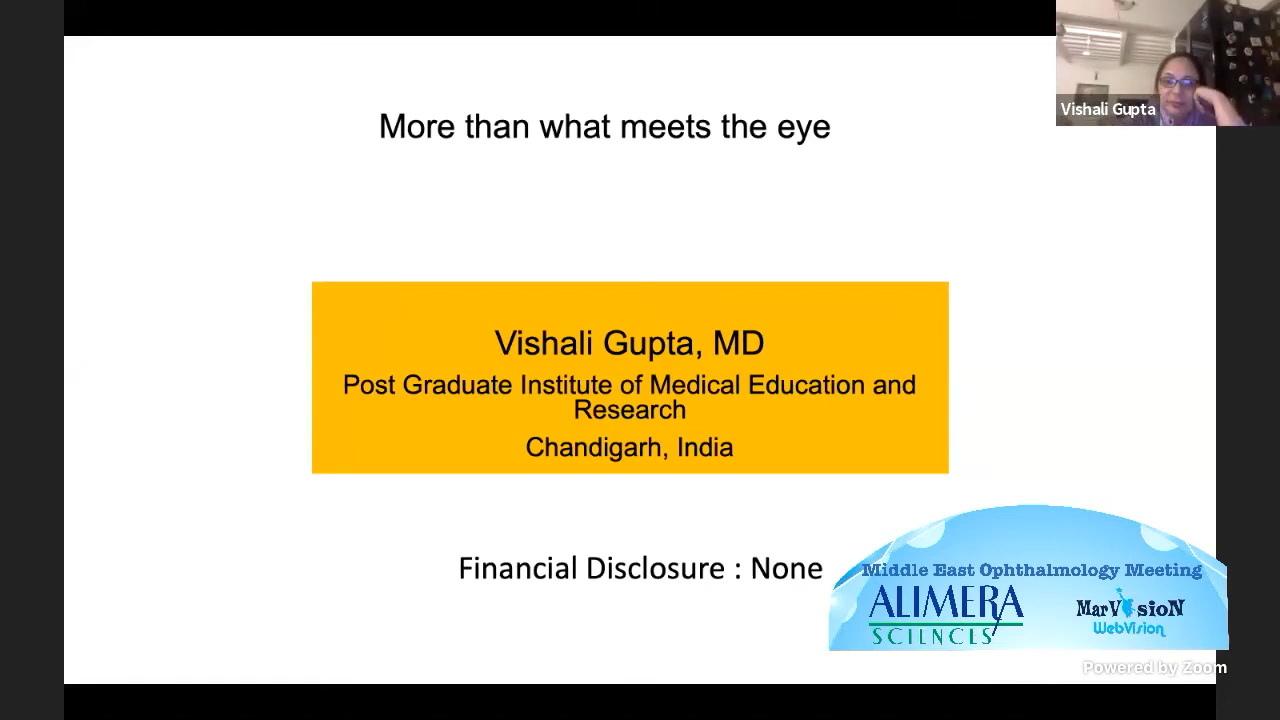 More than what meets the eye
Vishali Gupta
Vishali Gupta, MD
Post Graduate Institute of Medical Education and
Research
Chandigarh, India
Financial Disclosure : None
Middle East Ophthalmology Meeting
ALIMERA
SCIENCES
MarVisioN
WebVision
Powered by Zoom